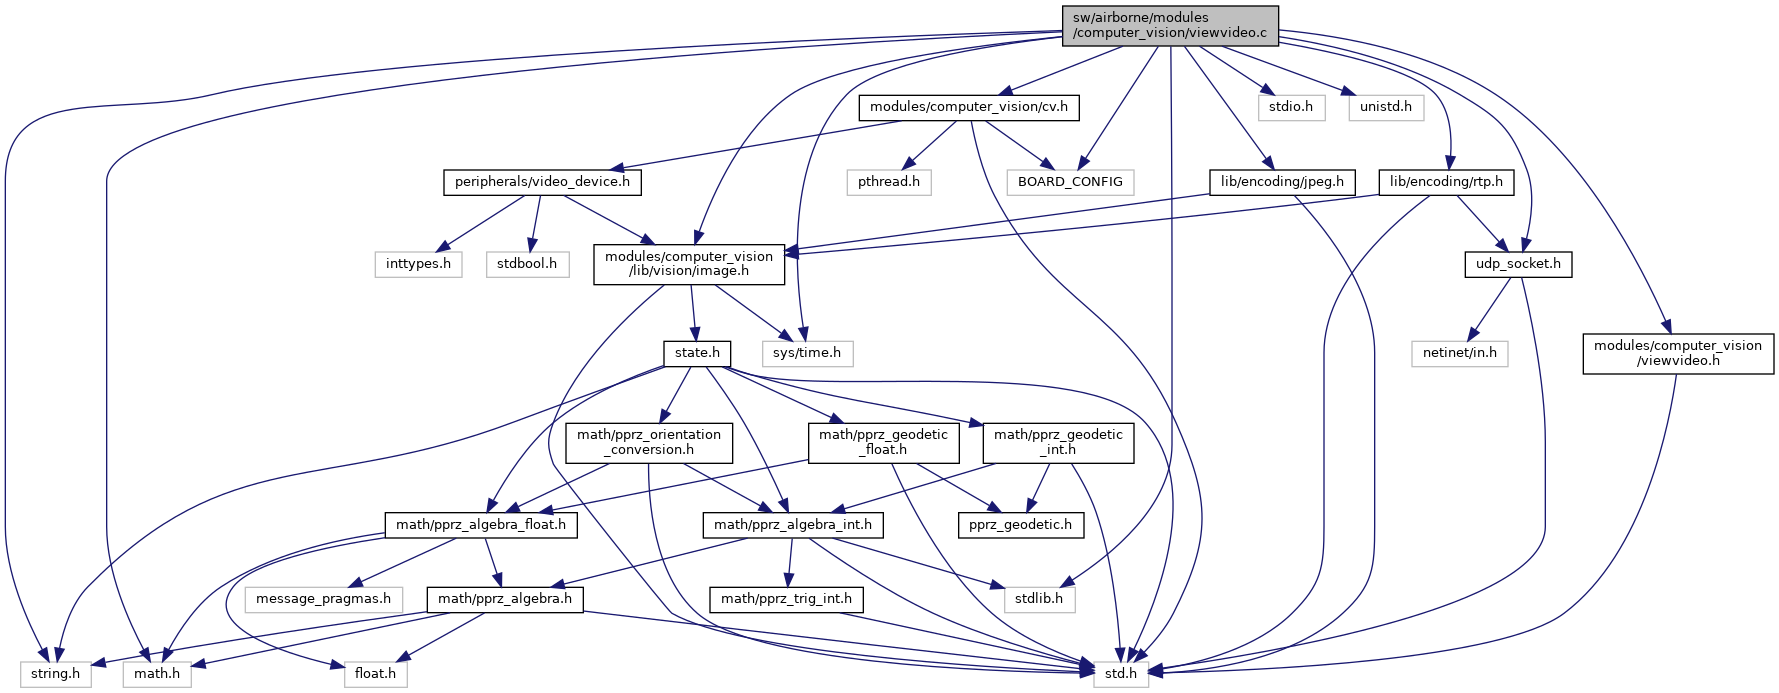 sw/airborne/modules
/computer_vision/viewvideo.c
modules/computer_vision/cv.h
stdio.h
unistd.h
peripherals/video_device.h
pthread.h
BOARD_CONFIG
lib/encoding/jpeg.h
lib/encoding/rtp.h
inttypes.h
stdbool.h
modules/computer_vision
/lib/vision/image.h
udp_socket.h
state.h
sys/time.h
netinet/in.h
modules/computer_vision
/viewvideo.h
math/pprz_orientation
_conversion.h
math/pprz_geodetic
_float.h
math/pprz_geodetic
_int.h
math/pprz_algebra_float.h
math/pprz_algebra_int.h
pprz_geodetic.h
message_pragmas.h
math/pprz_algebra.h
math/pprz_trig_int.h
stdlib.h
string.h
math.h
float.h
std.h